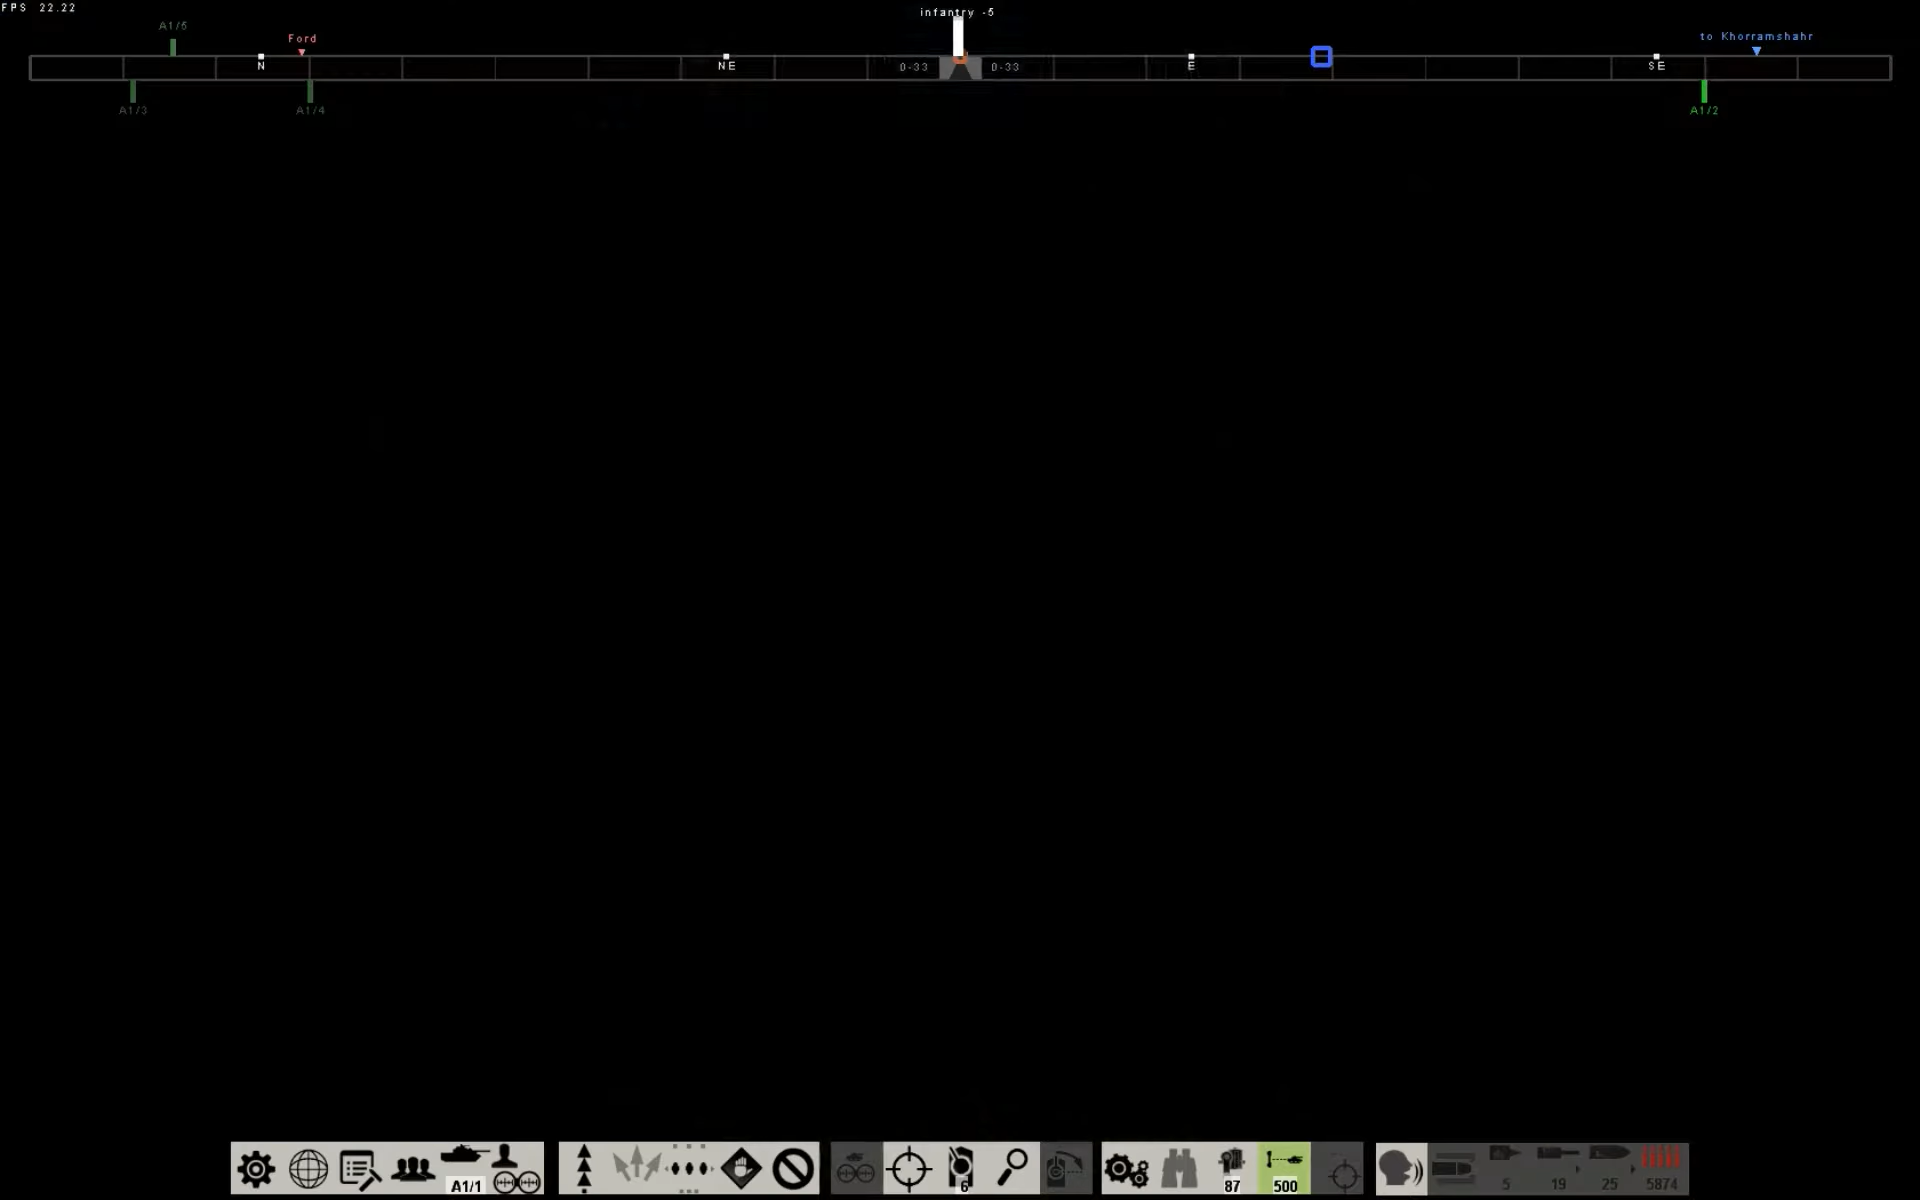 FPS 22.22
infantry -5
A1/5
Ford
to Khorramshahr
N
NE
0-33
0-33
E
SE
A1/3
A1/4
A1/2
A1/1
6
87
500
5
19
25
5874